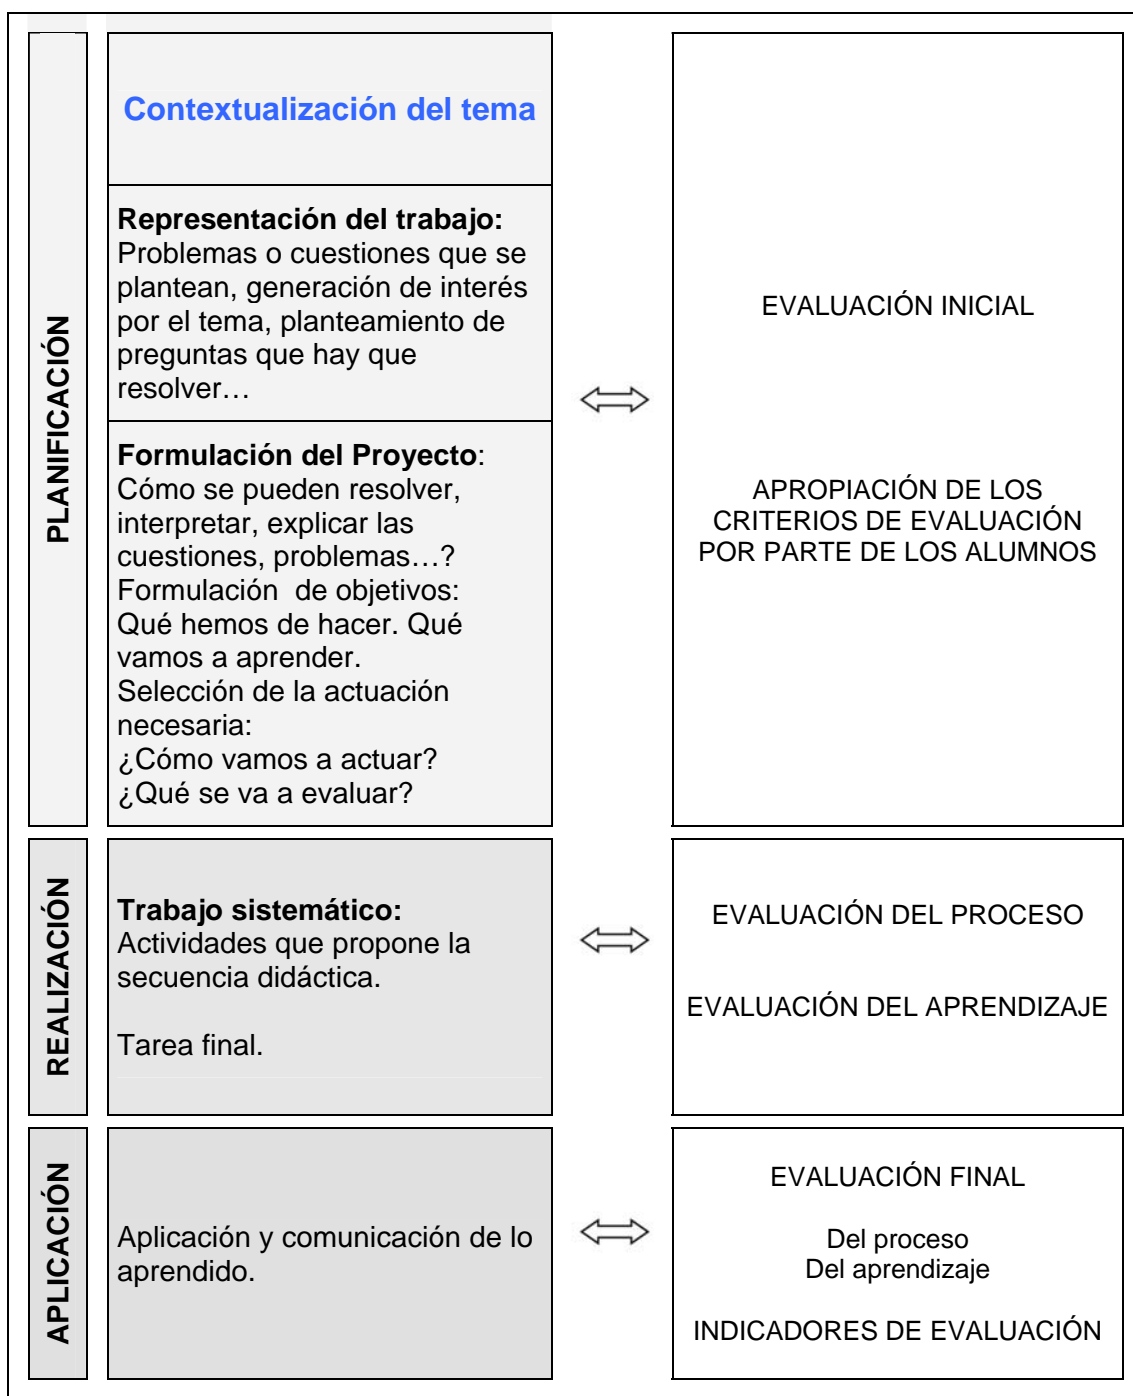 PLANIFICACIÓN
Contextualización del tema
Representación del trabajo:
Problemas o cuestiones que se
plantean, generación de interés
por el tema, planteamiento de
preguntas que hay que
resolver…
Formulación del Proyecto:
Cómo se pueden resolver,
interpretar, explicar las
cuestiones, problemas…?
Formulación de objetivos:
Qué hemos de hacer. Qué
vamos a aprender.
Selección de la actuación
necesaria:
¿Cómo vamos a actuar?
¿Qué se va a evaluar?
EVALUACIÓN INICIAL
APROPIACIÓN DE LOS
CRITERIOS DE EVALUACIÓN
POR PARTE DE LOS ALUMNOS
REALIZACIÓN
Trabajo sistemático:
Actividades que propone la
secuencia didáctica.
Tarea final.
EVALUACIÓN DEL PROCESO
EVALUACIÓN DEL APRENDIZAJE
APLICACIÓN
Aplicación y comunicación de lo
aprendido.
EVALUACIÓN FINAL
Del proceso
Del aprendizaje
INDICADORES DE EVALUACIÓN